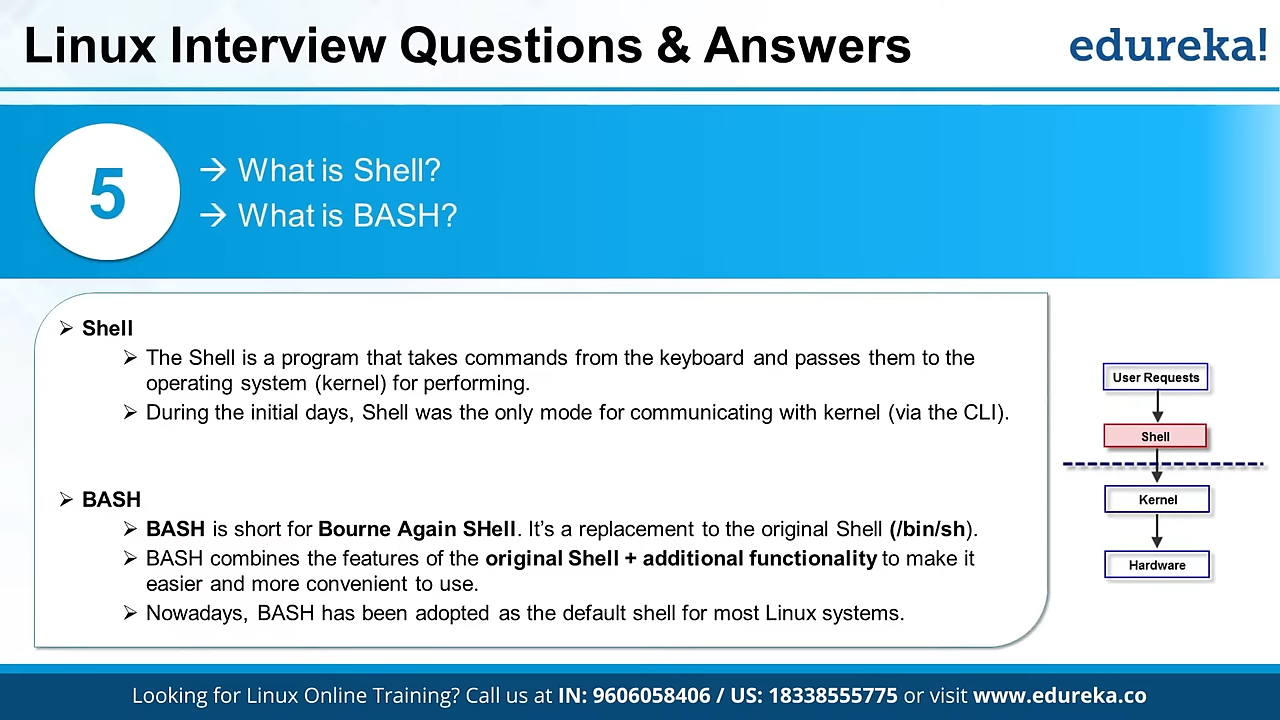 Linux Interview Questions & Answers
edureka!
5
→ What is Shell?
→ What is BASH?
➢ Shell
➢ The Shell is a program that takes commands from the keyboard and passes them to the
operating system (kernel) for performing.
➢ During the initial days, Shell was the only mode for communicating with kernel (via the CLI).
➢ BASH
➢ BASH is short for Bourne Again SHell. It’s a replacement to the original Shell (/bin/sh).
➢ BASH combines the features of the original Shell + additional functionality to make it
easier and more convenient to use.
➢ Nowadays, BASH has been adopted as the default shell for most Linux systems.
User Requests
Shell
Kernel
Hardware
Looking for Linux Online Training? Call us at IN: 9606058406 / US: 18338555775 or visit www.edureka.co